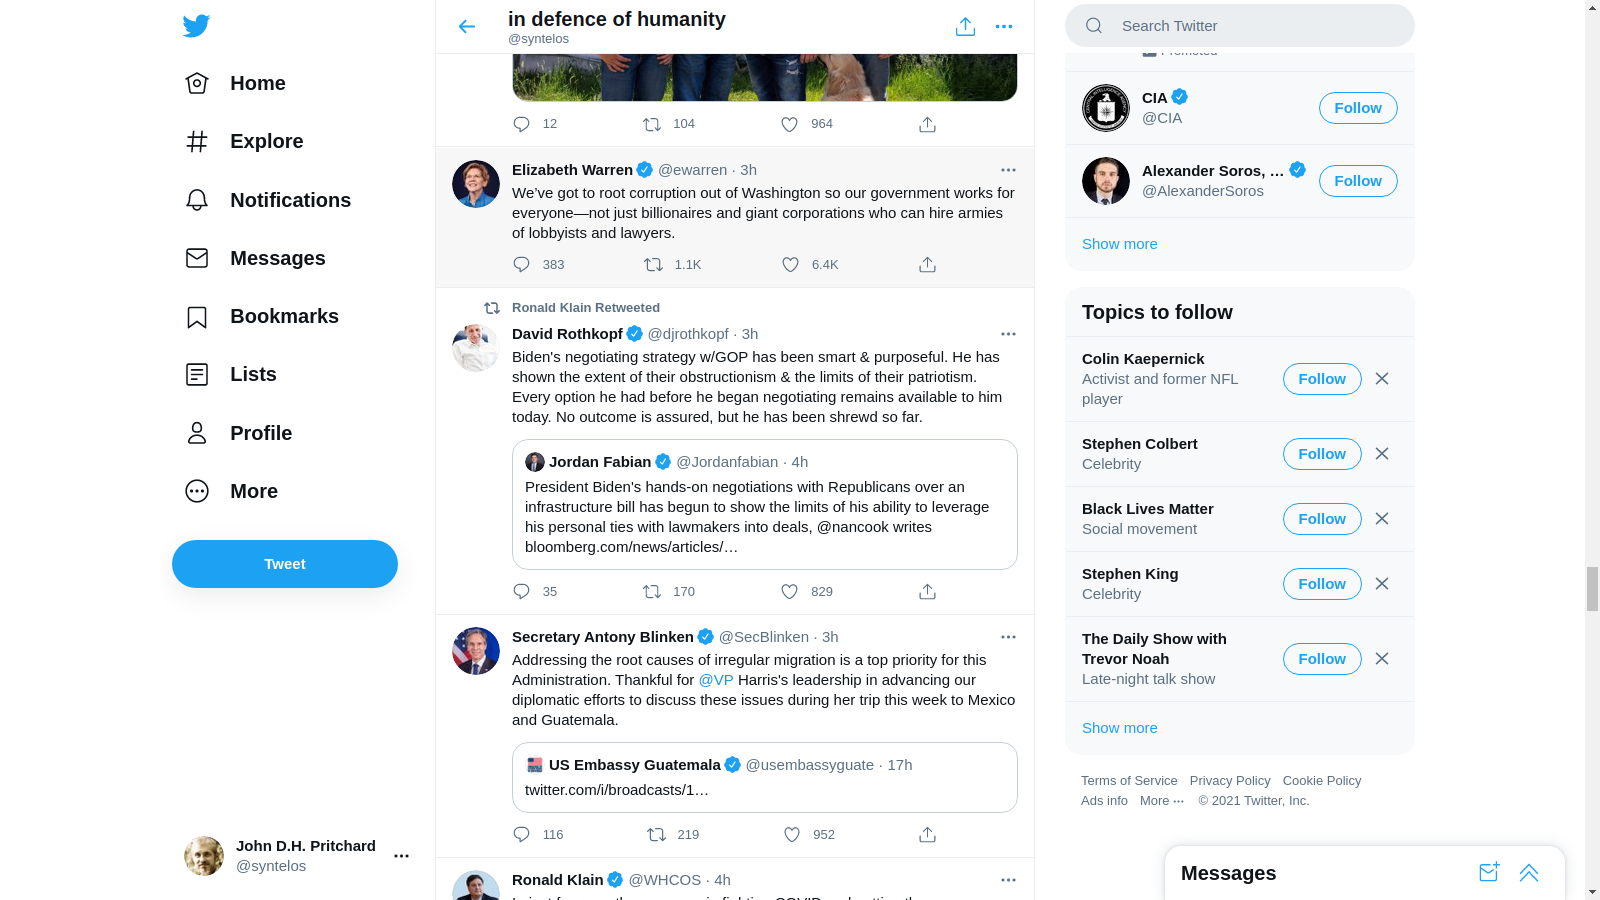 Home
Explore
Notifications
Messages
Bookmarks
Lists
Profile
More
Tweet
John D.H. Pritchard
@syntelos
in defence of humanity
@syntelos
12 104 964
Elizabeth Warren @ewarren · 3h
We've got to root corruption out of Washington so our government works for
everyone—not just billionaires and giant corporations who can hire armies
of lobbyists and lawyers.
383 1.1K 6.4K
Ronald Klain Retweeted
David Rothkopf @djrothkopf · 3h
Biden's negotiating strategy w/GOP has been smart & purposeful. He has
shown the extent of their obstructionism & the limits of their patriotism.
Every option he had before he began negotiating remains available to him
today. No outcome is assured, but he has been shrewd so far.
Jordan Fabian @Jordanfabian · 4h
President Biden's hands-on negotiations with Republicans over an
infrastructure bill has begun to show the limits of his ability to leverage
his personal ties with lawmakers into deals, @nancook writes
bloomberg.com/news/articles/…
35 170 829
Secretary Antony Blinken @SecBlinken · 3h
Addressing the root causes of irregular migration is a top priority for this
Administration. Thankful for @VP Harris's leadership in advancing our
diplomatic efforts to discuss these issues during her trip this week to Mexico
and Guatemala.
US Embassy Guatemala @usembassyguate · 17h
twitter.com/i/broadcasts/1…
116 219 952
Ronald Klain @WHCOS · 4h
Search Twitter
Promoted
CIA
@CIA
Follow
Alexander Soros, …
@AlexanderSoros
Follow
Show more
Topics to follow
Colin Kaepernick
Activist and former NFL
player
Follow
Stephen Colbert
Celebrity
Follow
Black Lives Matter
Social movement
Follow
Stephen King
Celebrity
Follow
The Daily Show with
Trevor Noah
Late-night talk show
Follow
Show more
Terms of Service Privacy Policy Cookie Policy
Ads info More ··· © 2021 Twitter, Inc.
Messages